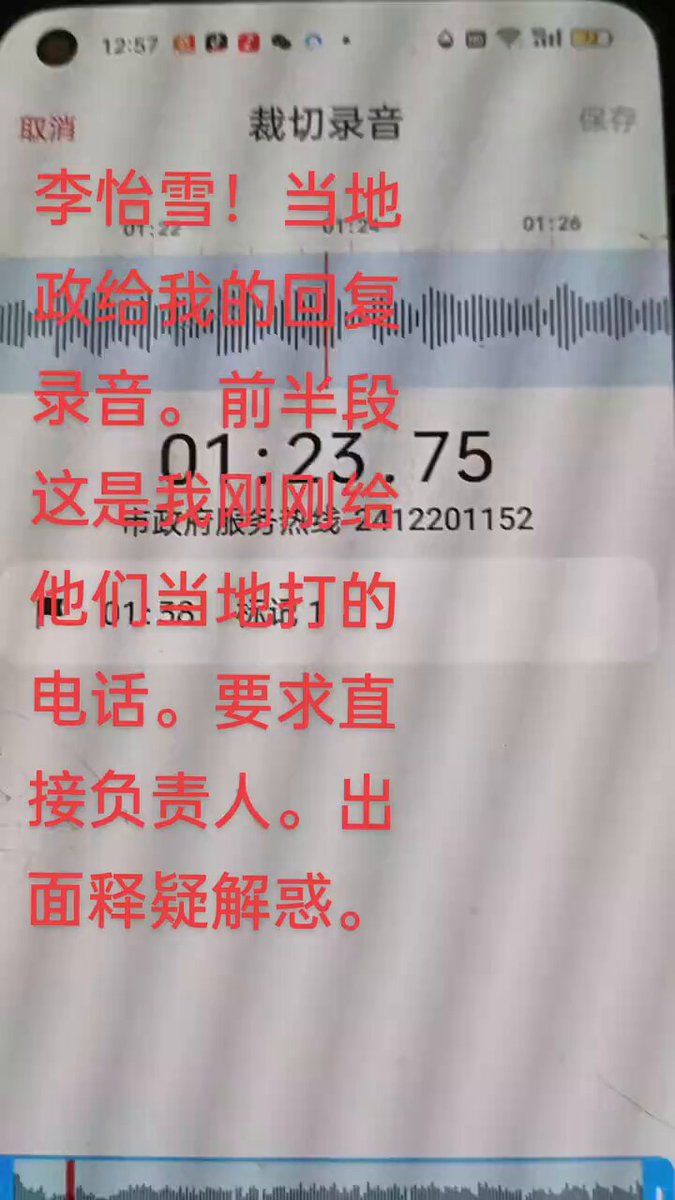 12:57
取消
裁切录音
保存
李怡雪！当地
01:22
01:24
01:26
政给我的回复
录音。前半段
01:23.75
这是我刚刚给
市政府服务热线-2412201152
他们当地打的
01:38
标记 1
电话。要求直
接负责人。出
面释疑解惑。